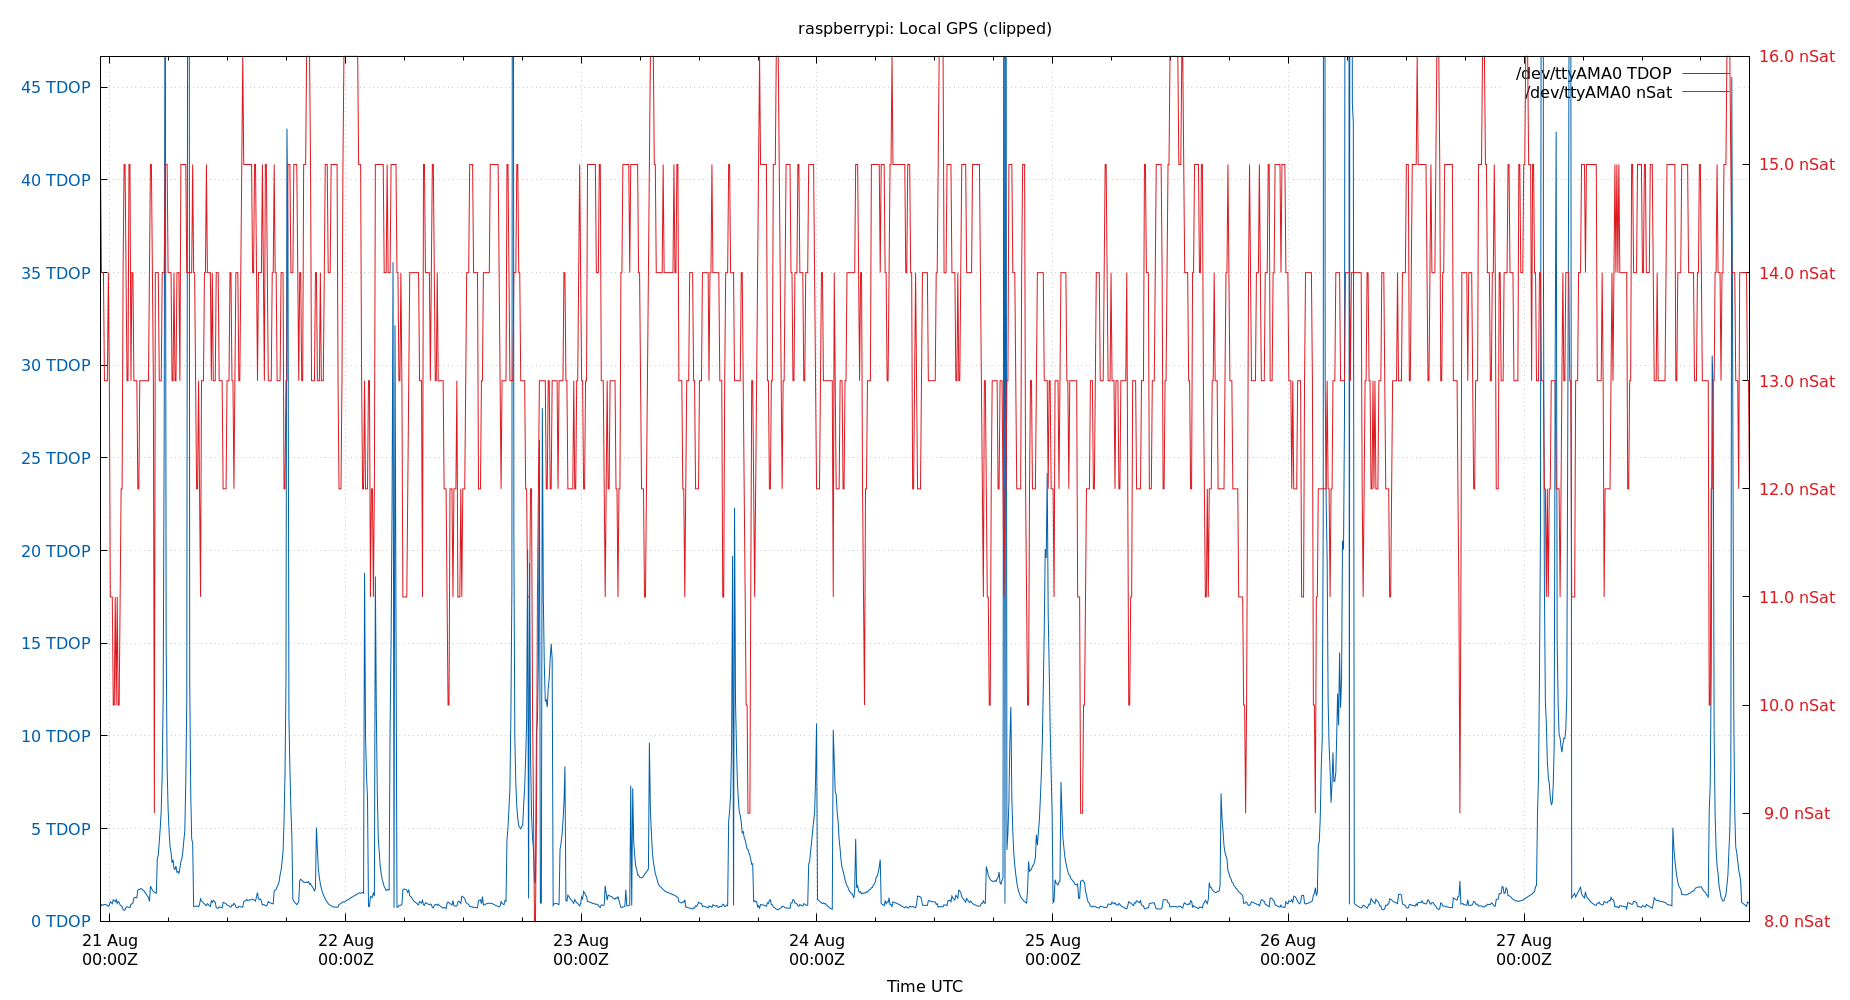 raspberrypi: Local GPS (clipped)
/dev/ttyAMA0 TDOP
/dev/ttyAMA0 nSat
45 TDOP
40 TDOP
35 TDOP
30 TDOP
25 TDOP
20 TDOP
15 TDOP
10 TDOP
5 TDOP
0 TDOP
16.0 nSat
15.0 nSat
14.0 nSat
13.0 nSat
12.0 nSat
11.0 nSat
10.0 nSat
9.0 nSat
8.0 nSat
21 Aug
00:00Z
22 Aug
00:00Z
23 Aug
00:00Z
24 Aug
00:00Z
25 Aug
00:00Z
26 Aug
00:00Z
27 Aug
00:00Z
Time UTC